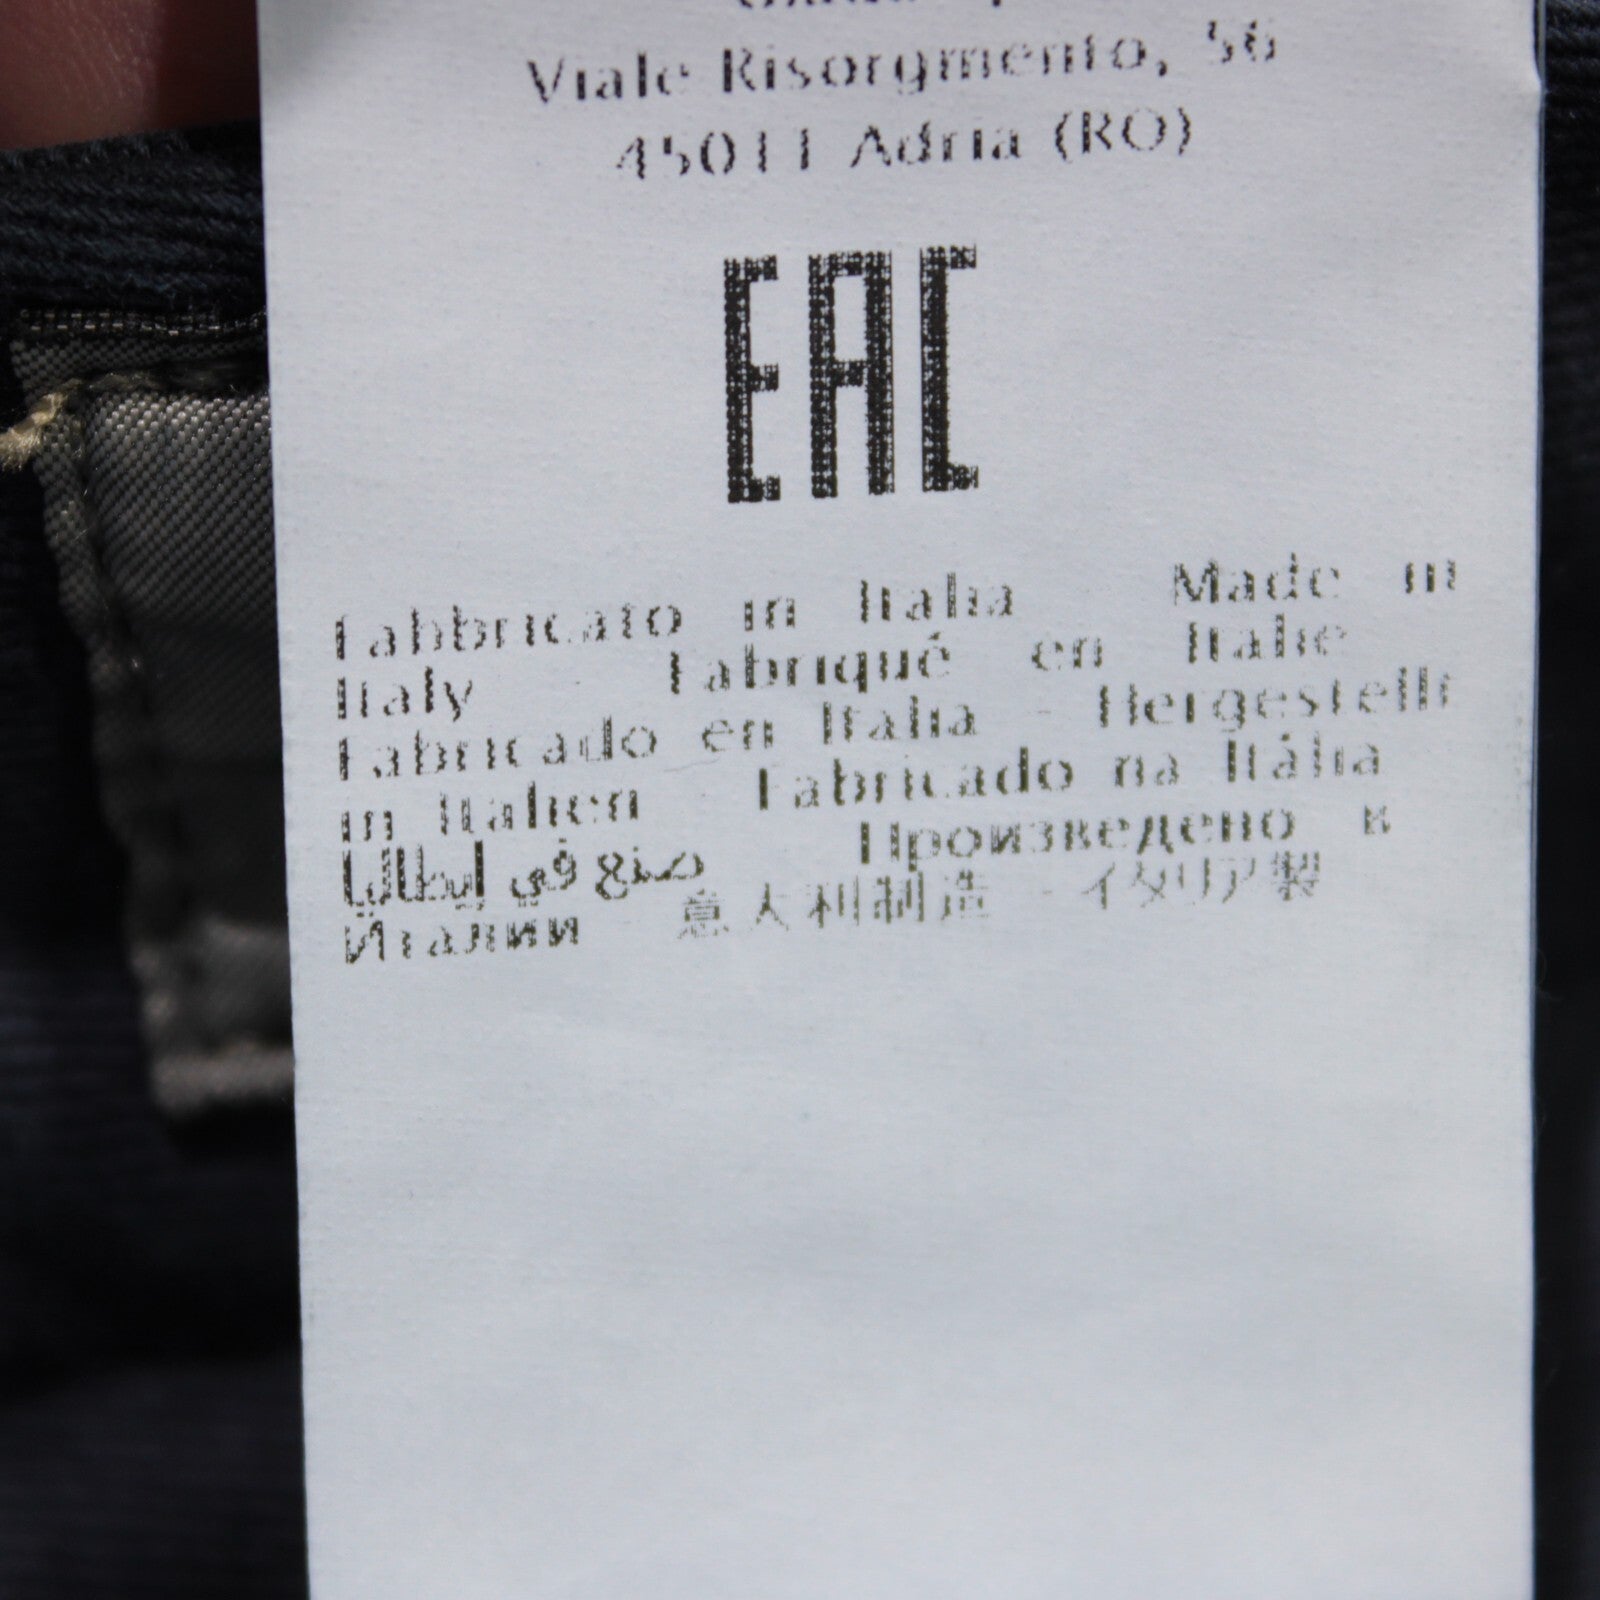 Viale Risorgmento, 56
45011 Adria (RO)
EAC
Fabbricato in Italia Made in
Italy Fabriqué en Italie
Fabricado en Italia - Hergestellt
in Italien Fabricado na Itália
صنع في إيطاليا Произведено в
Италии 意大利制造 - イタリア製